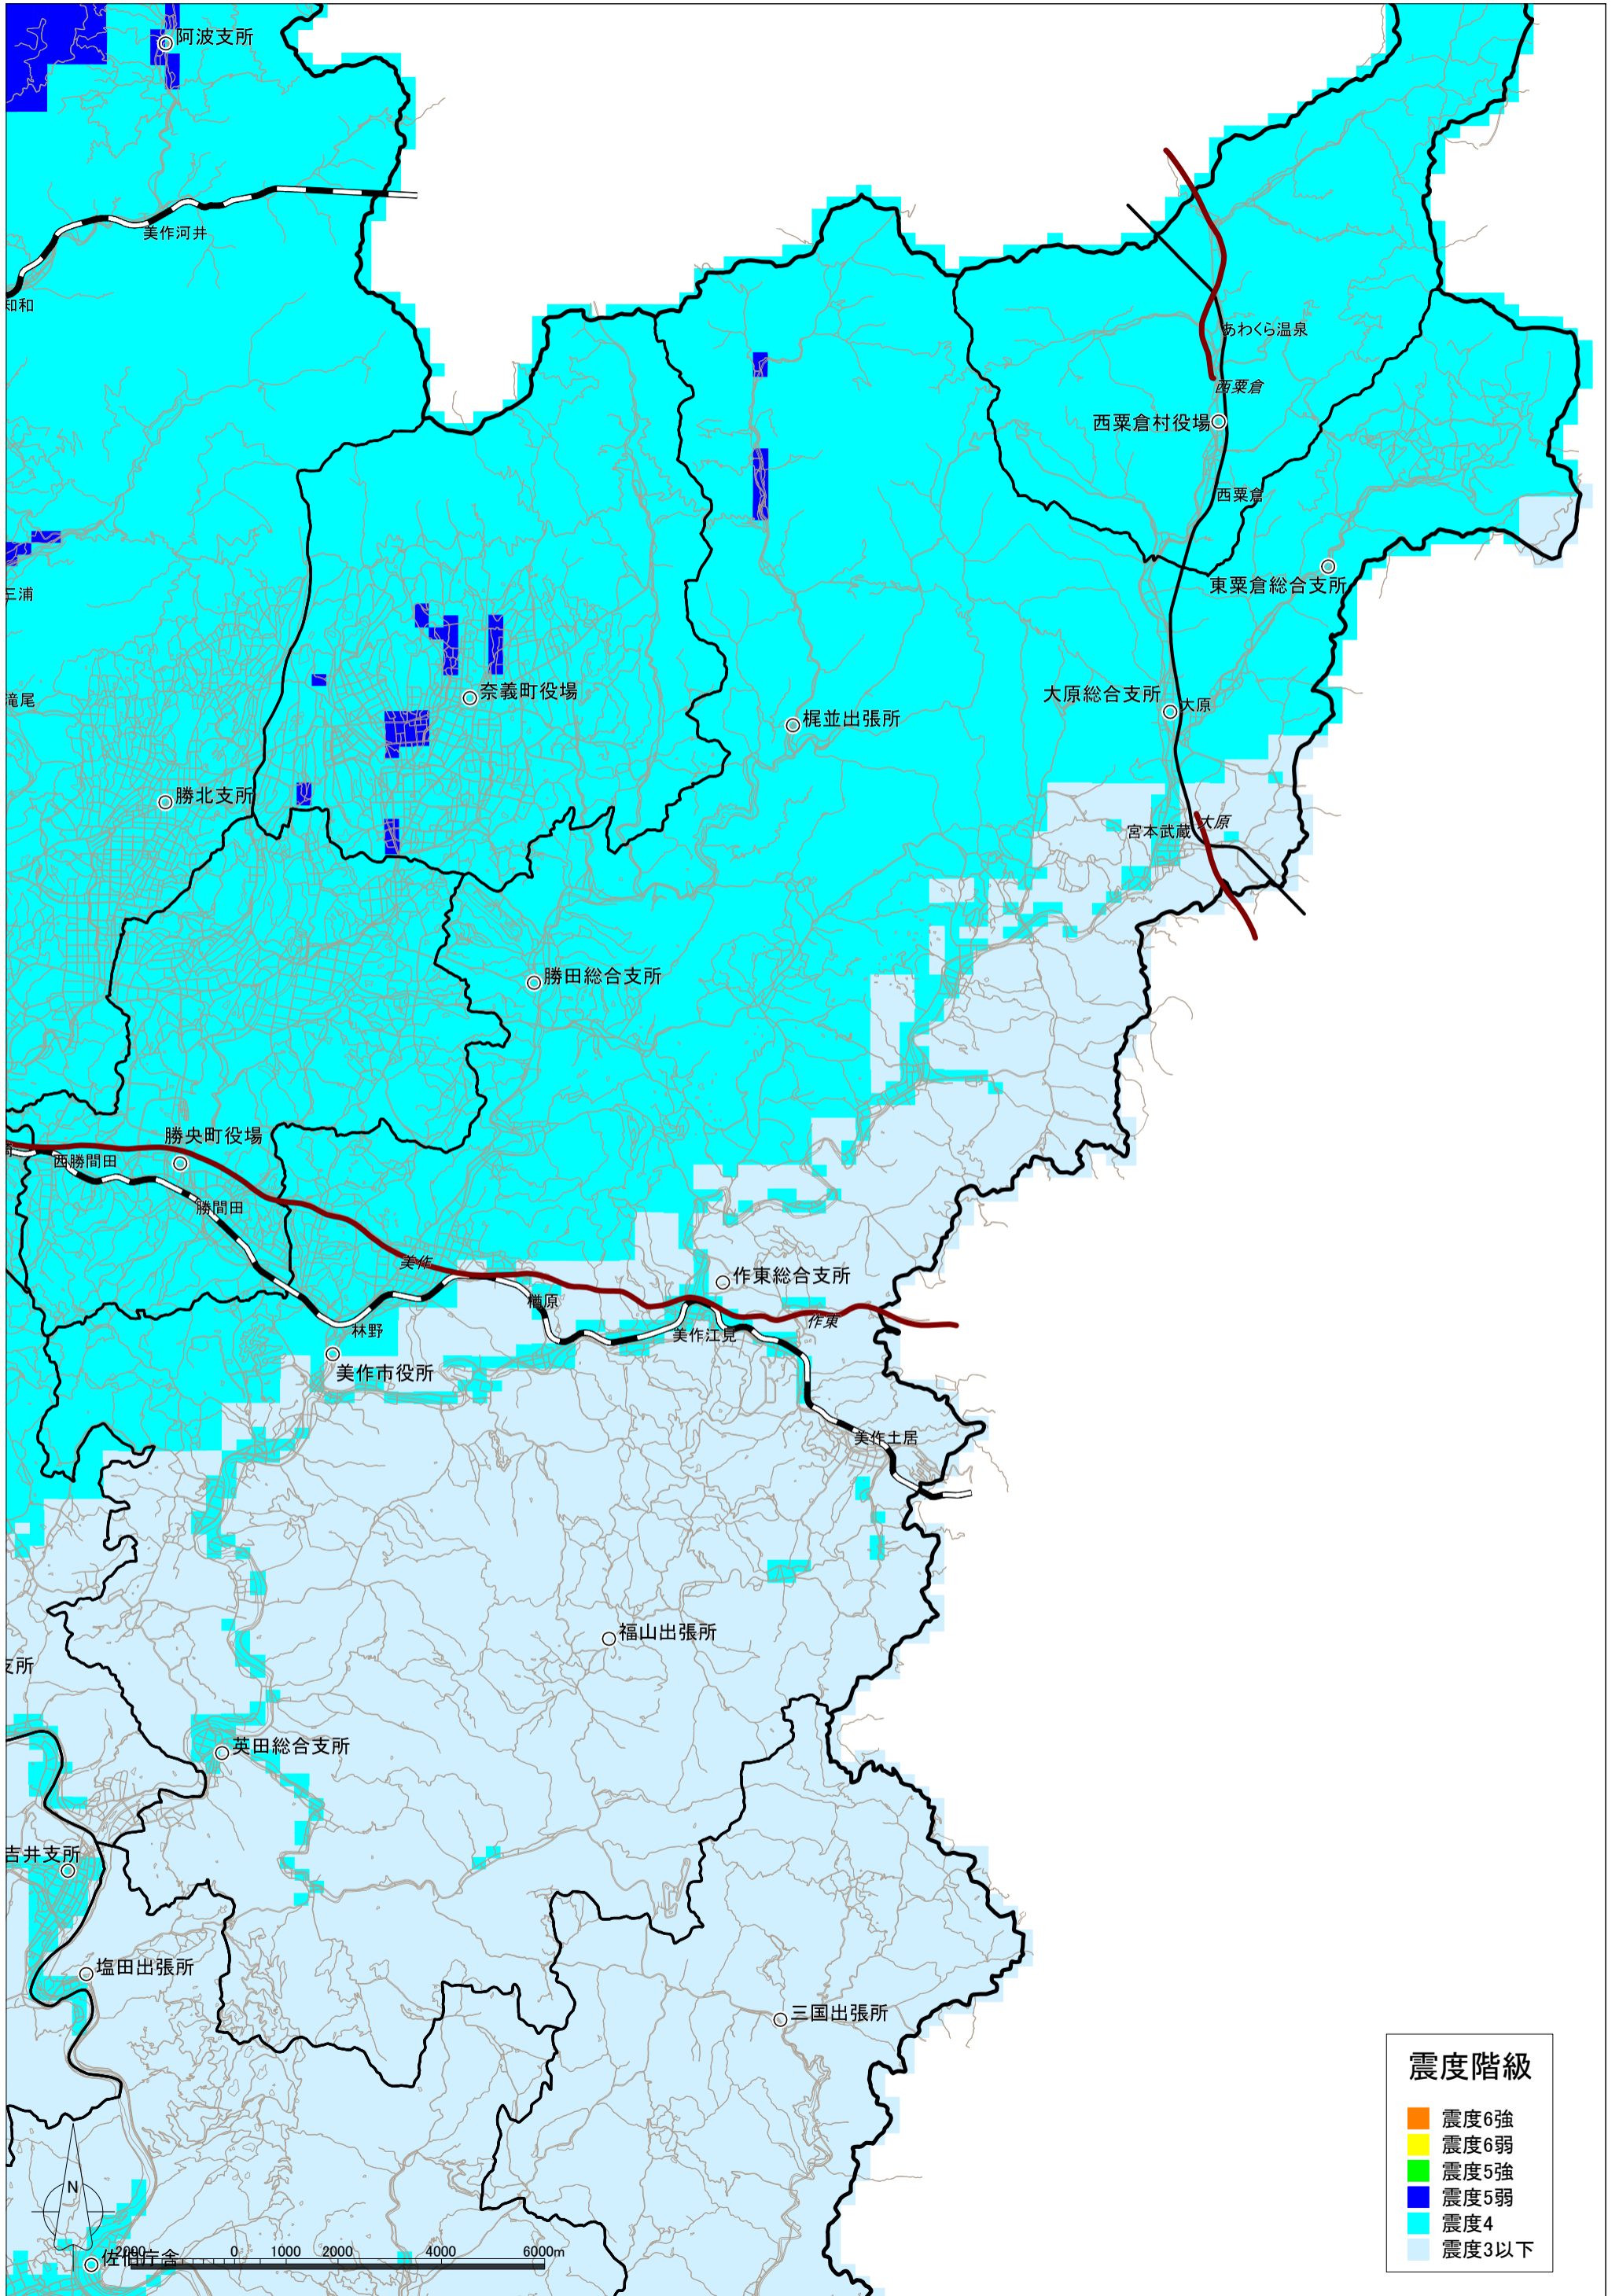 阿波支所
美作河井
知和
あわくら温泉
西粟倉
西粟倉村役場
西粟倉
東粟倉総合支所
三浦
奈義町役場
大原総合支所
大原
滝尾
梶並出張所
勝北支所
宮本武蔵
大原
勝田総合支所
勝央町役場
西勝間田
勝間田
美作
作東総合支所
楢原
作東
林野
美作江見
美作市役所
美作土居
福山出張所
支所
英田総合支所
吉井支所
塩田出張所
三国出張所
震度階級
震度6強
震度6弱
震度5強
震度5弱
震度4
震度3以下
N
佐伯庁舎
2000 0 1000 2000 4000 6000m